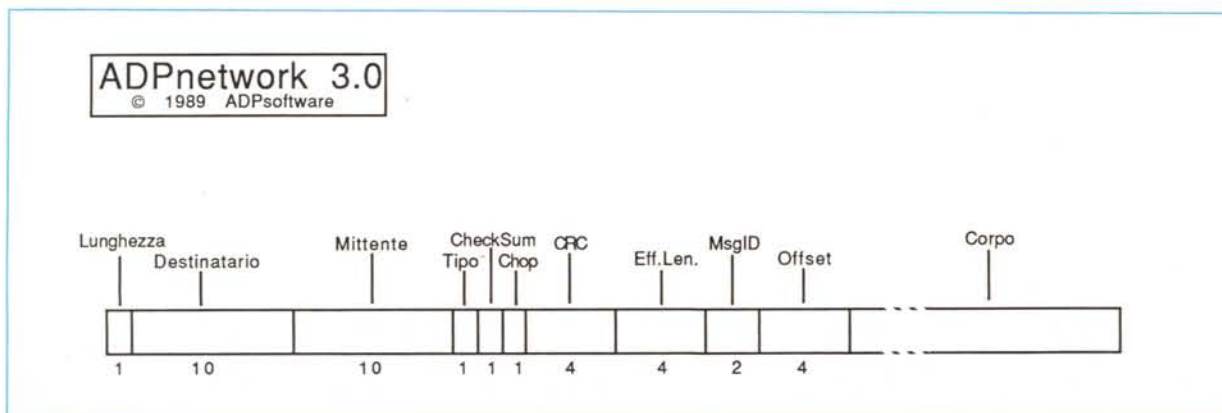 ADPnetwork 3.0
© 1989 ADPsoftware
Lunghezza
Destinatario
Mittente
Tipo
CheckSum
Chop
CRC
Eff.Len.
MsgID
Offset
Corpo
1 10 10 1 1 1 4 4 2 4